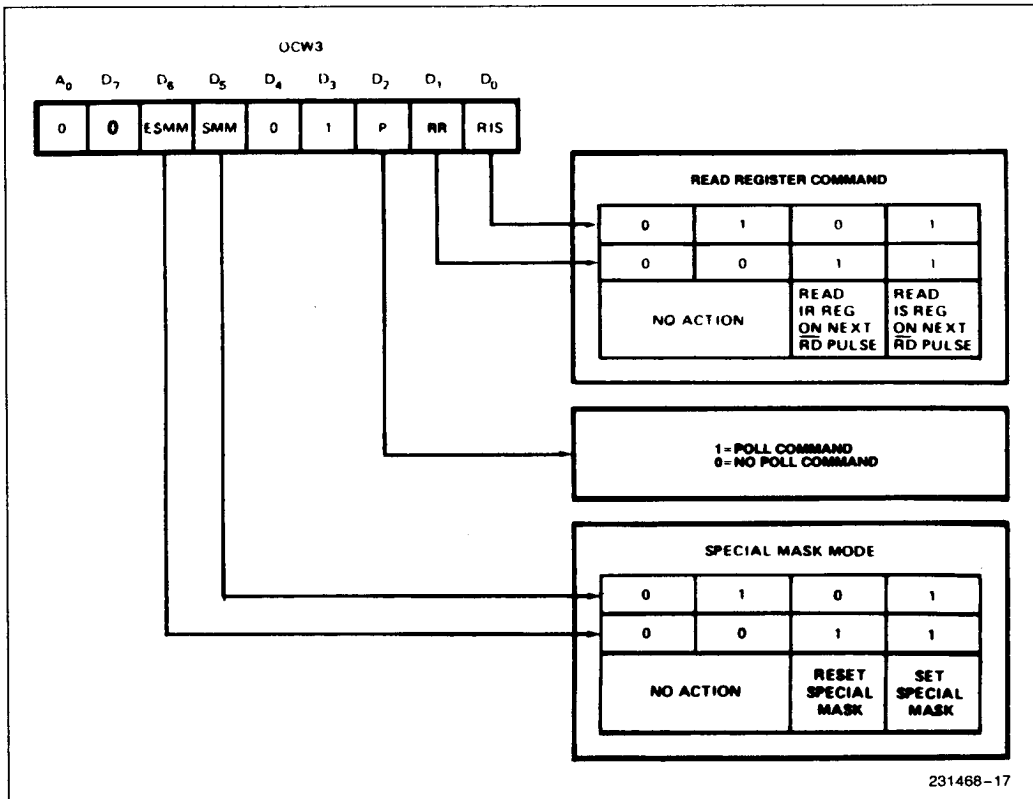 OCW3
A0 D7 D6 D5 D4 D3 D2 D1 D0
0 0 ESMM SMM 0 1 P RR RIS
READ REGISTER COMMAND
0 1 0 1
0 0 1 1
NO ACTION
READ
IR REG
ON NEXT
RD PULSE
READ
IS REG
ON NEXT
RD PULSE
1=POLL COMMAND
0=NO POLL COMMAND
SPECIAL MASK MODE
0 1 0 1
0 0 1 1
NO ACTION
RESET
SPECIAL
MASK
SET
SPECIAL
MASK
231468-17